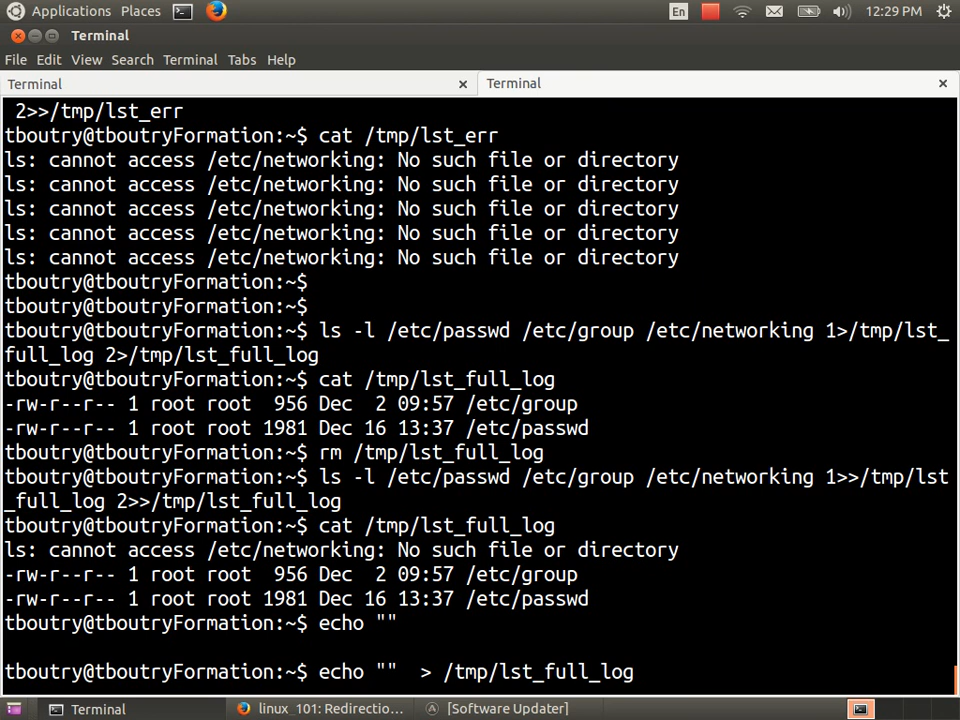 Applications Places En 12:29 PM
Terminal
File Edit View Search Terminal Tabs Help
Terminal Terminal
 2>>/tmp/lst_err
tboutry@tboutryFormation:~$ cat /tmp/lst_err
ls: cannot access /etc/networking: No such file or directory
ls: cannot access /etc/networking: No such file or directory
ls: cannot access /etc/networking: No such file or directory
ls: cannot access /etc/networking: No such file or directory
ls: cannot access /etc/networking: No such file or directory
tboutry@tboutryFormation:~$
tboutry@tboutryFormation:~$
tboutry@tboutryFormation:~$ ls -l /etc/passwd /etc/group /etc/networking 1>/tmp/lst_
full_log 2>/tmp/lst_full_log
tboutry@tboutryFormation:~$ cat /tmp/lst_full_log
-rw-r--r-- 1 root root  956 Dec  2 09:57 /etc/group
-rw-r--r-- 1 root root 1981 Dec 16 13:37 /etc/passwd
tboutry@tboutryFormation:~$ rm /tmp/lst_full_log
tboutry@tboutryFormation:~$ ls -l /etc/passwd /etc/group /etc/networking 1>>/tmp/lst
_full_log 2>>/tmp/lst_full_log
tboutry@tboutryFormation:~$ cat /tmp/lst_full_log
ls: cannot access /etc/networking: No such file or directory
-rw-r--r-- 1 root root  956 Dec  2 09:57 /etc/group
-rw-r--r-- 1 root root 1981 Dec 16 13:37 /etc/passwd
tboutry@tboutryFormation:~$ echo ""
tboutry@tboutryFormation:~$ echo ""  > /tmp/lst_full_log
Terminal linux_101: Redirectio... [Software Updater]